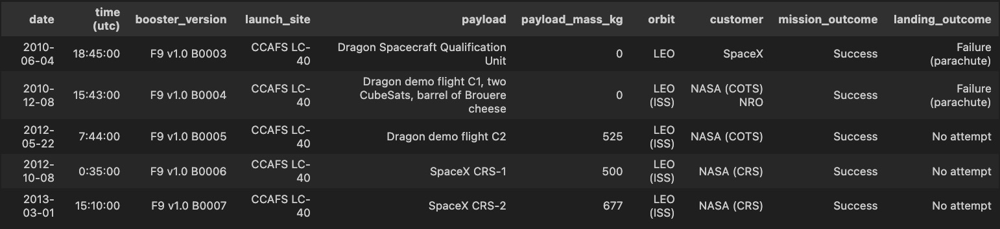 date time (utc) booster_version launch_site payload payload_mass_kg orbit customer mission_outcome landing_outcome
2010-06-04 18:45:00 F9 v1.0 B0003 CCAFS LC-40 Dragon Spacecraft Qualification Unit 0 LEO SpaceX Success Failure (parachute)
2010-12-08 15:43:00 F9 v1.0 B0004 CCAFS LC-40 Dragon demo flight C1, two CubeSats, barrel of Brouere cheese 0 LEO (ISS) NASA (COTS) NRO Success Failure (parachute)
2012-05-22 7:44:00 F9 v1.0 B0005 CCAFS LC-40 Dragon demo flight C2 525 LEO (ISS) NASA (COTS) Success No attempt
2012-10-08 0:35:00 F9 v1.0 B0006 CCAFS LC-40 SpaceX CRS-1 500 LEO (ISS) NASA (CRS) Success No attempt
2013-03-01 15:10:00 F9 v1.0 B0007 CCAFS LC-40 SpaceX CRS-2 677 LEO (ISS) NASA (CRS) Success No attempt